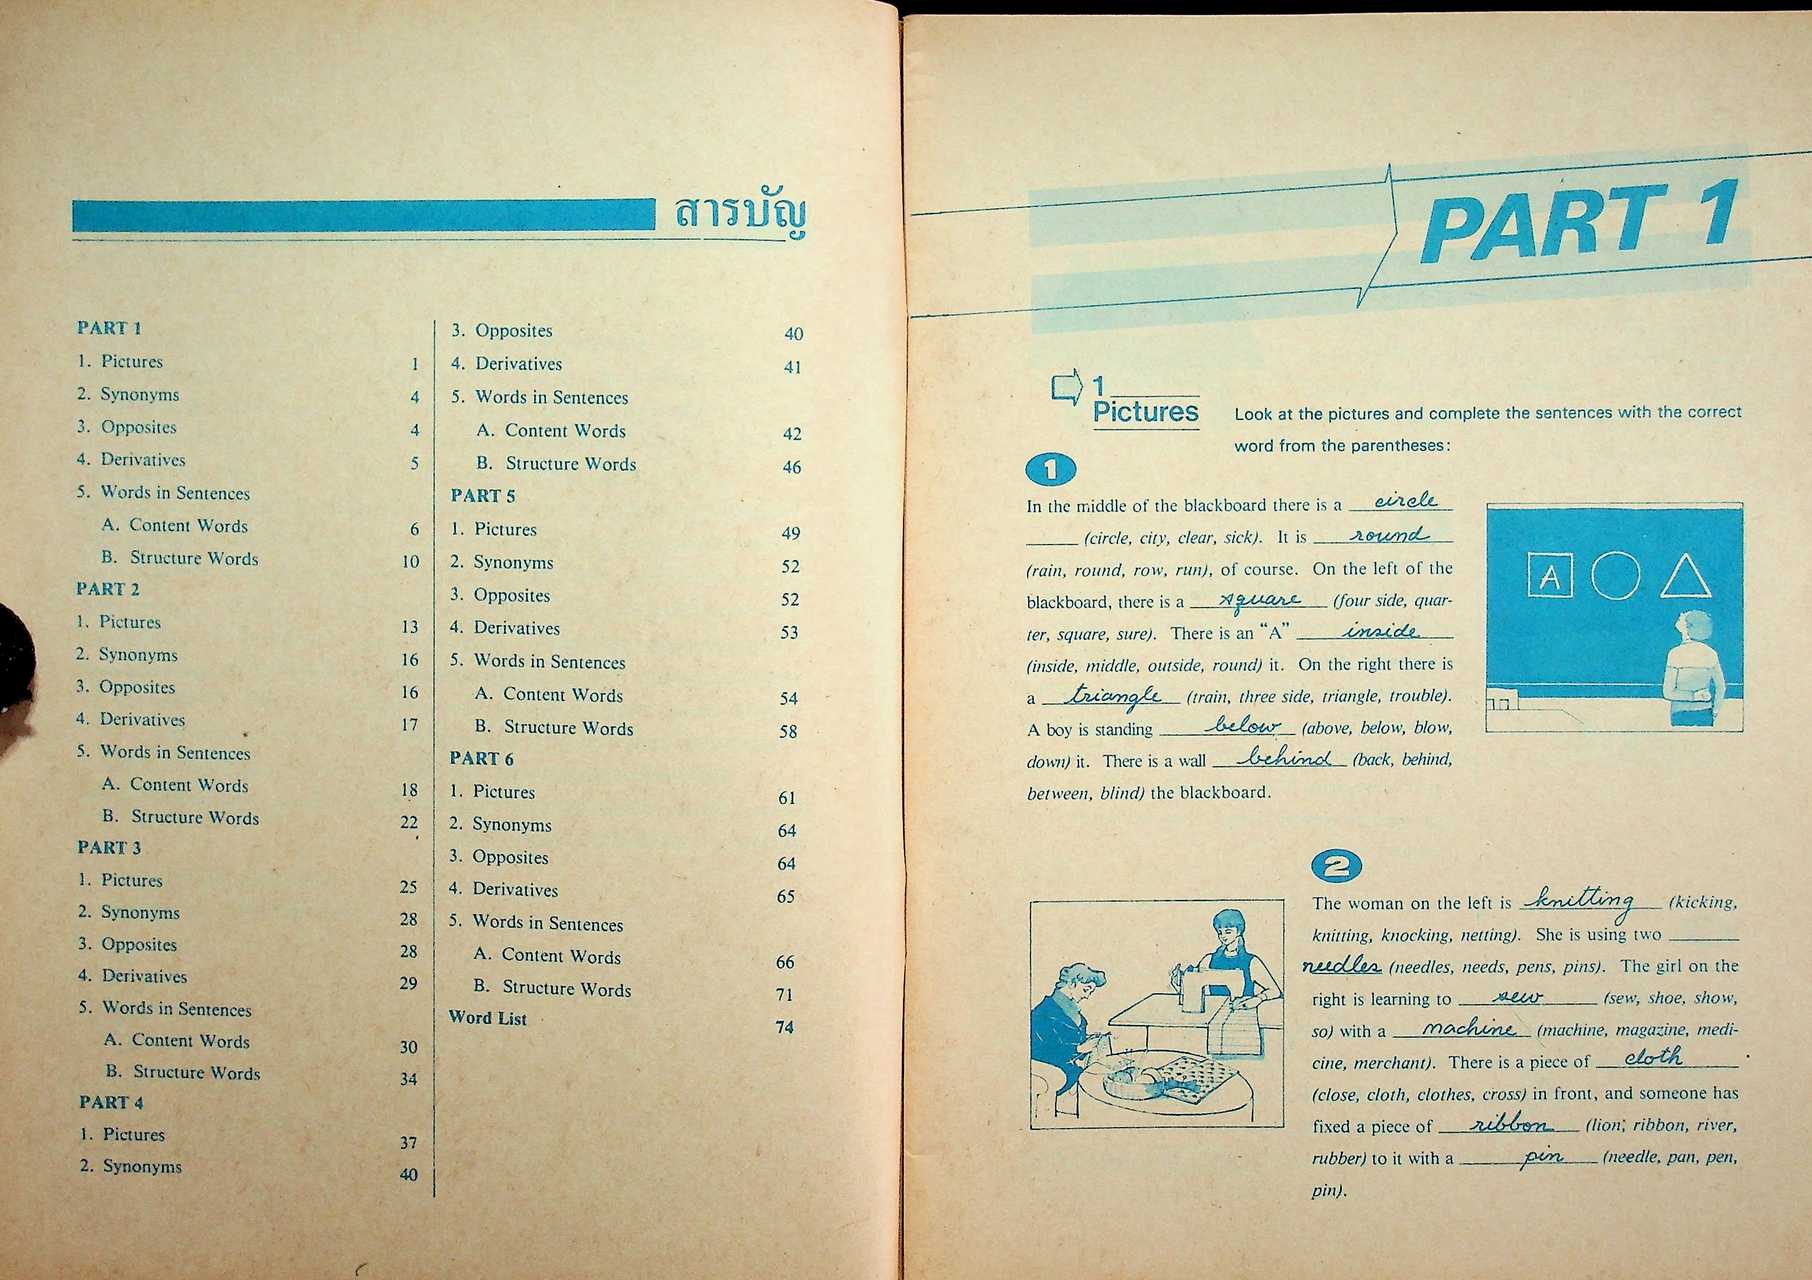 สารบัญ
PART 1
1. Pictures 1
2. Synonyms 4
3. Opposites 4
4. Derivatives 5
5. Words in Sentences
A. Content Words 6
B. Structure Words 10
PART 2
1. Pictures 13
2. Synonyms 16
3. Opposites 16
4. Derivatives 17
5. Words in Sentences
A. Content Words 18
B. Structure Words 22
PART 3
1. Pictures 25
2. Synonyms 28
3. Opposites 28
4. Derivatives 29
5. Words in Sentences
A. Content Words 30
B. Structure Words 34
PART 4
1. Pictures 37
2. Synonyms 40
3. Opposites 40
4. Derivatives 41
5. Words in Sentences
A. Content Words 42
B. Structure Words 46
PART 5
1. Pictures 49
2. Synonyms 52
3. Opposites 52
4. Derivatives 53
5. Words in Sentences
A. Content Words 54
B. Structure Words 58
PART 6
1. Pictures 61
2. Synonyms 64
3. Opposites 64
4. Derivatives 65
5. Words in Sentences
A. Content Words 66
B. Structure Words 71
Word List 74
PART 1
1
Pictures
Look at the pictures and complete the sentences with the correct
word from the parentheses:
1
In the middle of the blackboard there is a circle
(circle, city, clear, sick). It is round
(rain, round, row, run), of course. On the left of the
blackboard, there is a square (four side, quar-
ter, square, sure). There is an “A” inside
(inside, middle, outside, round) it. On the right there is
a triangle (train, three side, triangle, trouble).
A boy is standing below (above, below, blow,
down) it. There is a wall behind (back, behind,
between, blind) the blackboard.
A
2
The woman on the left is knitting (kicking,
knitting, knocking, netting). She is using two
needles (needles, needs, pens, pins). The girl on the
right is learning to sew (sew, shoe, show,
so) with a machine (machine, magazine, medi-
cine, merchant). There is a piece of cloth
(close, cloth, clothes, cross) in front, and someone has
fixed a piece of ribbon (lion, ribbon, river,
rubber) to it with a pin (needle, pan, pen,
pin).